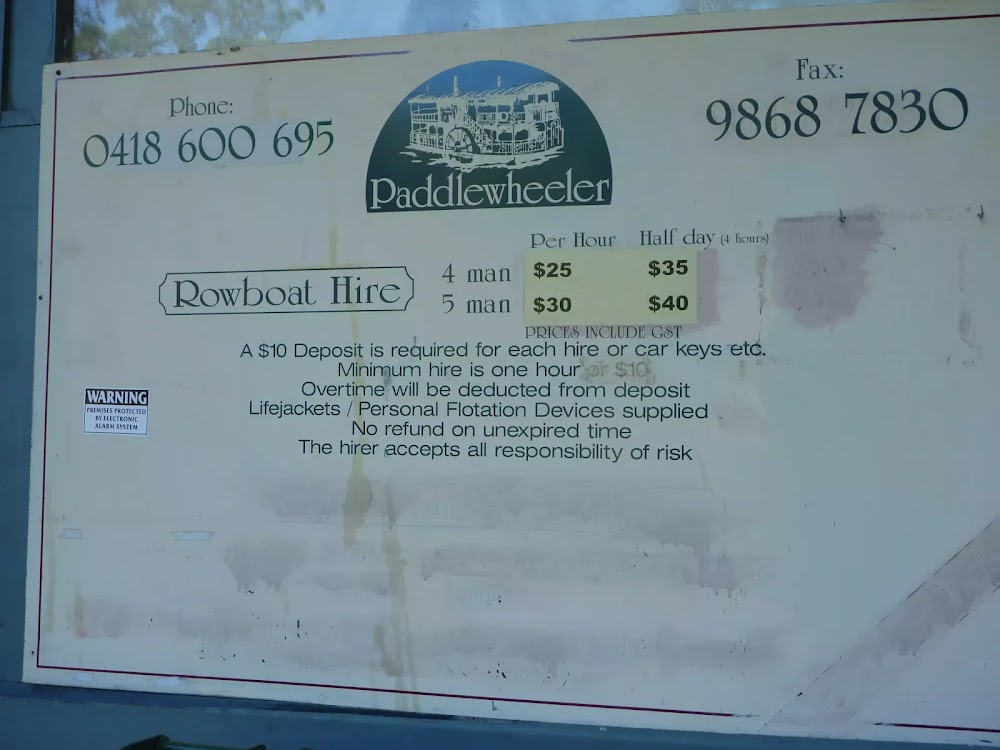 Phone:
0418 600 695
Paddlewheeler
Fax:
9868 7830
Per Hour Half day (4 hours)
Rowboat Hire
4 man $25 $35
5 man $30 $40
PRICES INCLUDE GST
A $10 Deposit is required for each hire or car keys etc.
Minimum hire is one hour or $10
Overtime will be deducted from deposit
Lifejackets / Personal Flotation Devices supplied
No refund on unexpired time
The hirer accepts all responsibility of risk
WARNING
PREMISES PROTECTED
BY ELECTRONIC
ALARM SYSTEM